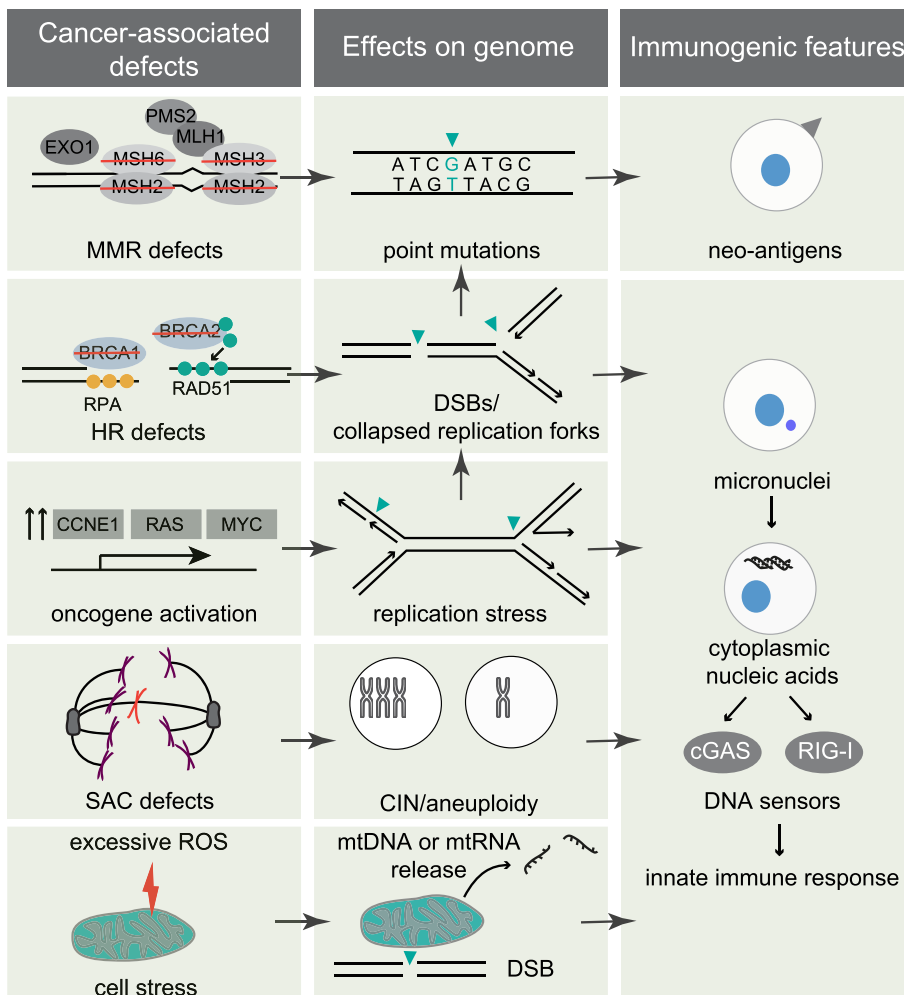 Cancer-associated
defects
Effects on genome
Immunogenic features
EXO1
PMS2
MLH1
MSH6
MSH3
MSH2
MSH2
MMR defects
ATCGATGC
TAGTTACG
point mutations
neo-antigens
BRCA1
BRCA2
RPA
RAD51
HR defects
DSBs/
collapsed replication forks
CCNE1
RAS
MYC
oncogene activation
replication stress
SAC defects
CIN/aneuploidy
excessive ROS
cell stress
mtDNA or mtRNA
release
DSB
micronuclei
cytoplasmic
nucleic acids
cGAS
RIG-I
DNA sensors
innate immune response